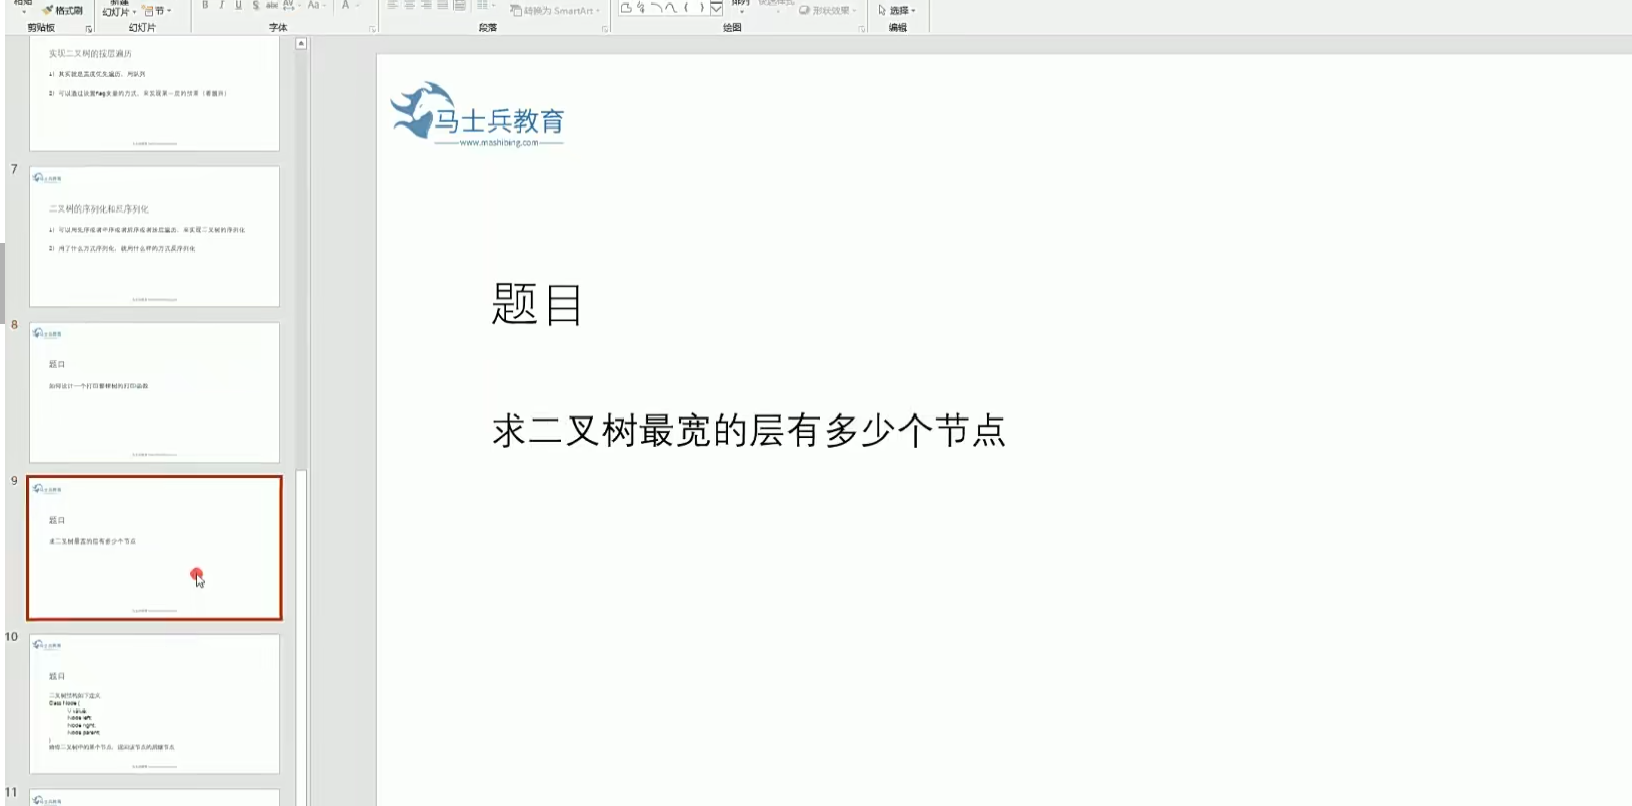 格式刷
幻灯片
节
B I U S abc AV Aa A
转换为 SmartArt
排列
形状效果
选择
剪贴板
幻灯片
字体
段落
绘图
编辑
实现二叉树的按层遍历
1）其实就是宽度优先遍历，用队列
2）可以通过设置flag变量的方式，来发现某一层的结束（看题目）
7
二叉树的序列化和反序列化
1）可以用先序或者中序或者后序或者按层遍历，来实现二叉树的序列化
2）用了什么方式序列化，就用什么样的方式反序列化
8
题目
如何设计一个打印整棵树的打印函数
9
题目
求二叉树最宽的层有多少个节点
10
题目
二叉树结构如下定义：
Class Node {
V value;
Node left;
Node right;
Node parent;
}
给你二叉树中的某个节点，返回该节点的后继节点
11
马士兵教育
www.mashibing.com
题目
求二叉树最宽的层有多少个节点